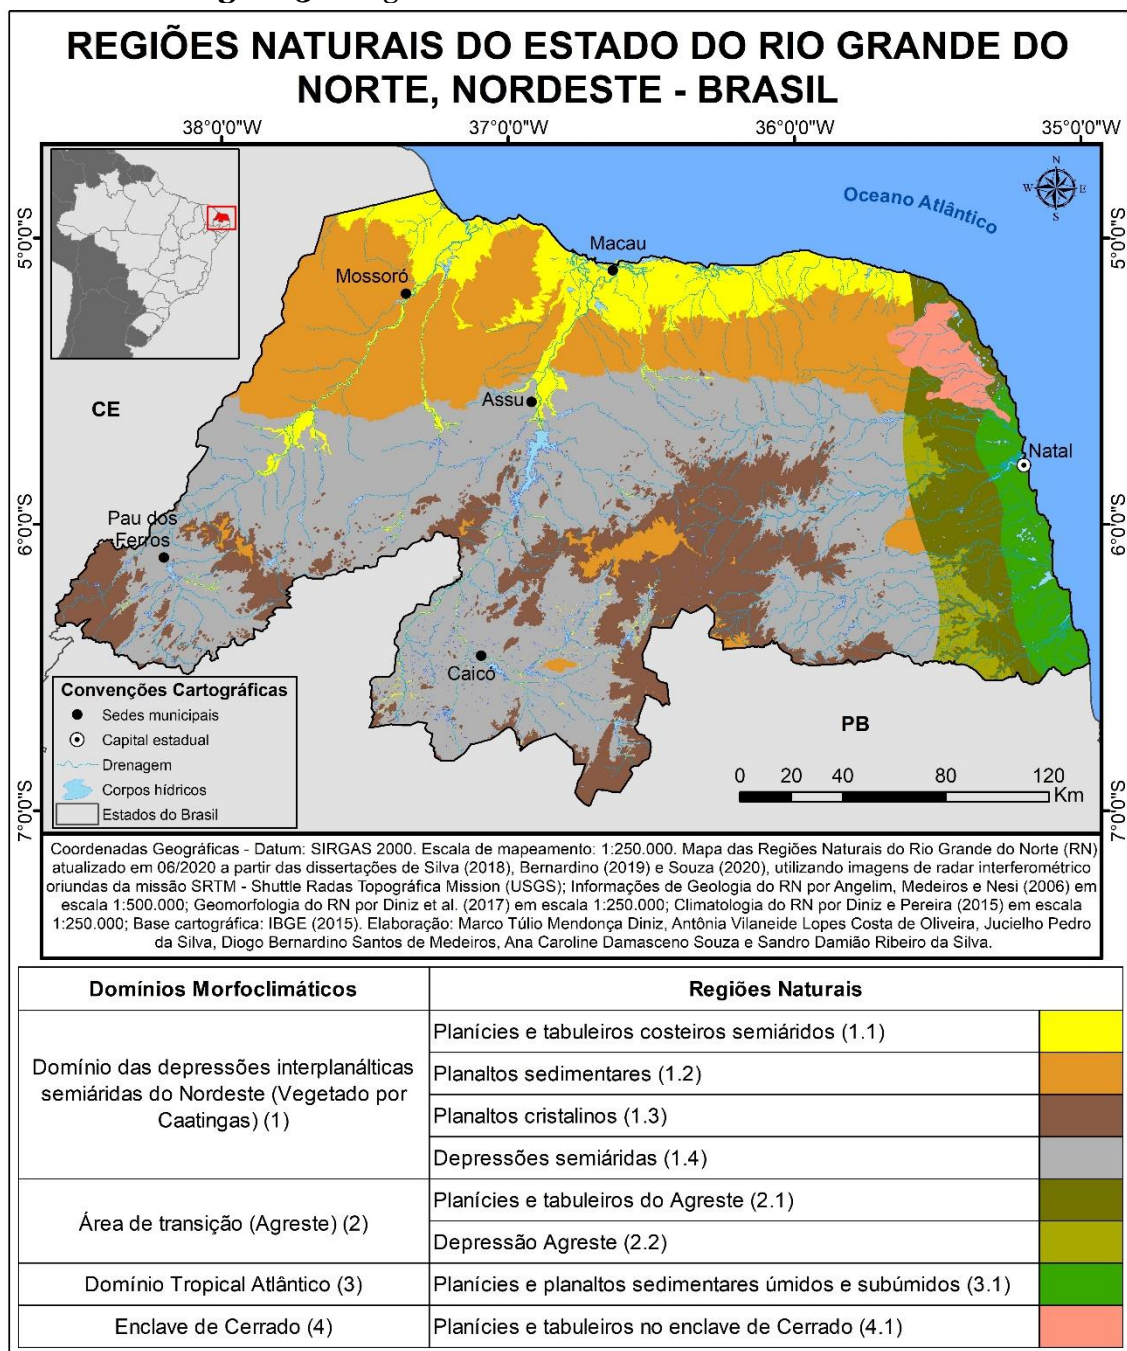 REGIÕES NATURAIS DO ESTADO DO RIO GRANDE DO
NORTE, NORDESTE - BRASIL
38°0'0"W
37°0'0"W
36°0'0"W
35°0'0"W
N
W
E
S
Oceano Atlântico
5°0'0"S
5°0'0"S
Macau
Mossoró
CE
Assu
Natal
6°0'0"S
6°0'0"S
Pau dos
Ferros
Caicó
PB
7°0'0"S
7°0'0"S
Convenções Cartográficas
Sedes municipais
Capital estadual
Drenagem
Corpos hídricos
Estados do Brasil
0 20 40 80 120
Km
Coordenadas Geográficas - Datum: SIRGAS 2000. Escala de mapeamento: 1:250.000. Mapa das Regiões Naturais do Rio Grande do Norte (RN)
atualizado em 06/2020 a partir das dissertações de Silva (2018), Bernardino (2019) e Souza (2020), utilizando imagens de radar interferométrico
oriundas da missão SRTM - Shuttle Radas Topográfica Mission (USGS); Informações de Geologia do RN por Angelim, Medeiros e Nesi (2006) em
escala 1:500.000; Geomorfologia do RN por Diniz et al. (2017) em escala 1:250.000; Climatologia do RN por Diniz e Pereira (2015) em escala
1:250.000; Base cartográfica: IBGE (2015). Elaboração: Marco Túlio Mendonça Diniz, Antônia Vilaneide Lopes Costa de Oliveira, Jucielho Pedro
da Silva, Diogo Bernardino Santos de Medeiros, Ana Caroline Damasceno Souza e Sandro Damião Ribeiro da Silva.
Domínios Morfoclimáticos
Regiões Naturais
Domínio das depressões interplanálticas
semiáridas do Nordeste (Vegetado por
Caatingas) (1)
Planícies e tabuleiros costeiros semiáridos (1.1)
Planaltos sedimentares (1.2)
Planaltos cristalinos (1.3)
Depressões semiáridas (1.4)
Área de transição (Agreste) (2)
Planícies e tabuleiros do Agreste (2.1)
Depressão Agreste (2.2)
Domínio Tropical Atlântico (3)
Planícies e planaltos sedimentares úmidos e subúmidos (3.1)
Enclave de Cerrado (4)
Planícies e tabuleiros no enclave de Cerrado (4.1)